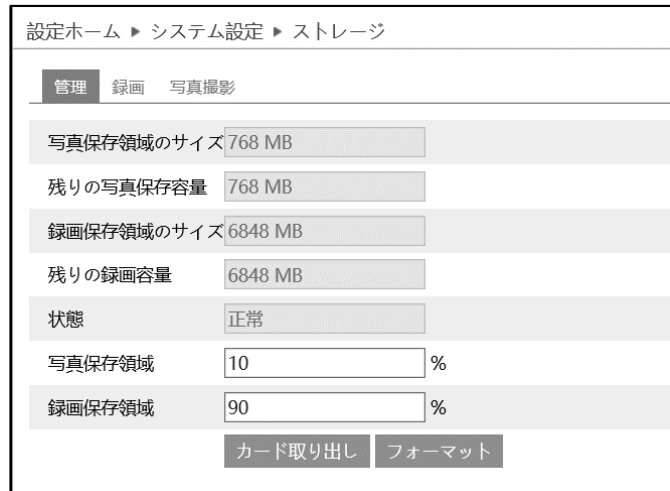 設定ホーム ▶ システム設定 ▶ ストレージ
管理 録画 写真撮影
写真保存領域のサイズ 768 MB
残りの写真保存容量 768 MB
録画保存領域のサイズ 6848 MB
残りの録画容量 6848 MB
状態 正常
写真保存領域 10 %
録画保存領域 90 %
カード取り出し フォーマット